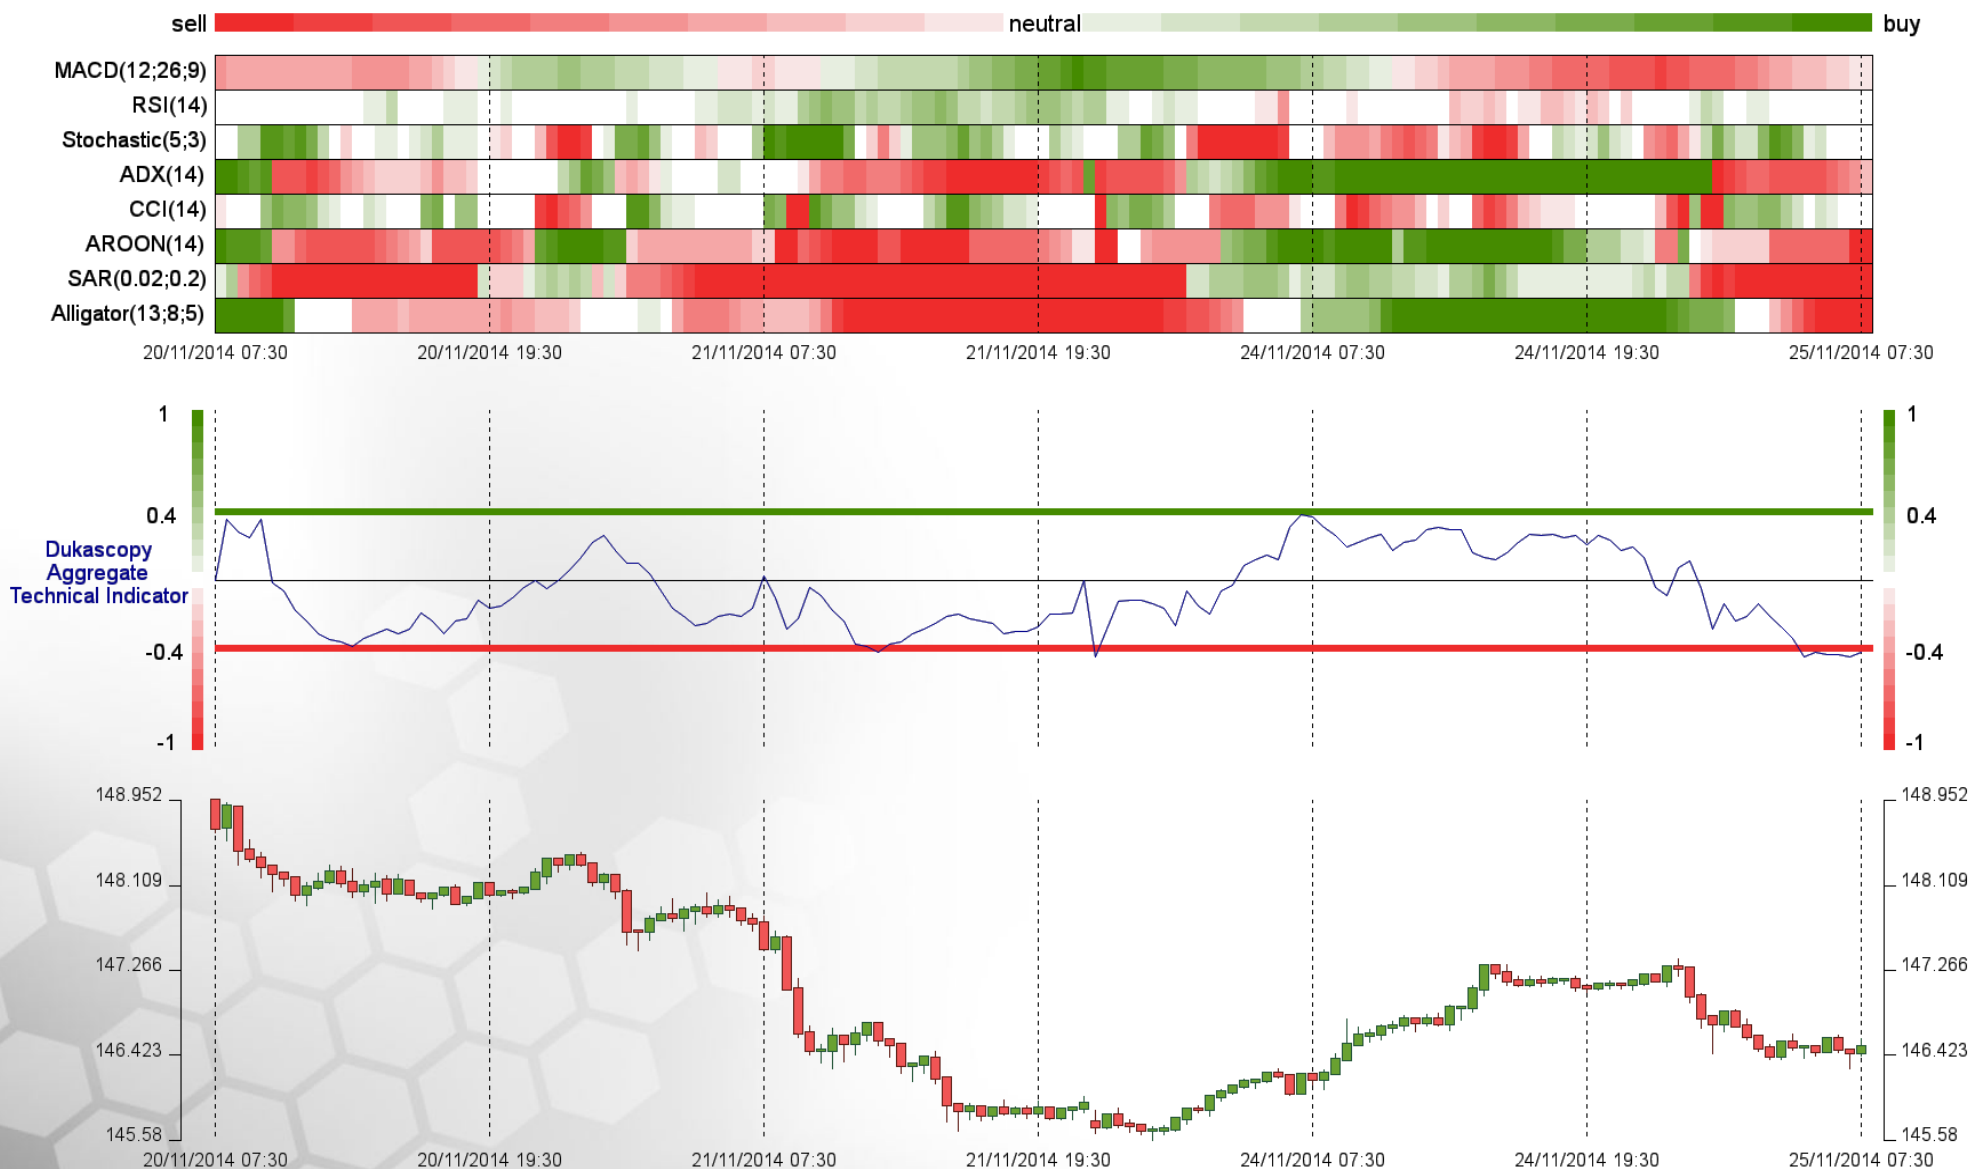 sell neutral buy
MACD(12;26;9)
RSI(14)
Stochastic(5;3)
ADX(14)
CCI(14)
AROON(14)
SAR(0.02;0.2)
Alligator(13;8;5)
20/11/2014 07:30 20/11/2014 19:30 21/11/2014 07:30 21/11/2014 19:30 24/11/2014 07:30 24/11/2014 19:30 25/11/2014 07:30
1 1
0.4 0.4
Dukascopy
Aggregate
Technical Indicator
-0.4 -0.4
-1 -1
148.952 148.952
148.109 148.109
147.266 147.266
146.423 146.423
145.58 145.58
20/11/2014 07:30 20/11/2014 19:30 21/11/2014 07:30 21/11/2014 19:30 24/11/2014 07:30 24/11/2014 19:30 25/11/2014 07:30